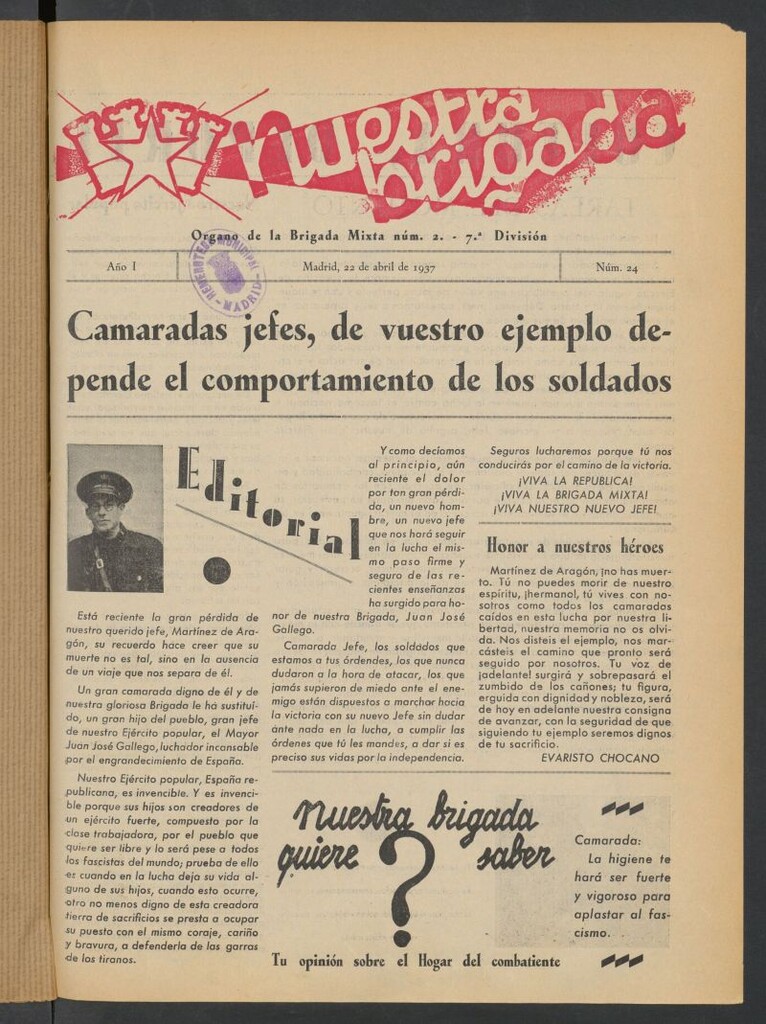 nuestra
brigada
Organo de la Brigada Mixta núm. 2. - 7.ª División
HEMEROTECA MUNICIPAL
- MADRID -
Año I
Madrid, 22 de abril de 1937
Núm. 24
Camaradas jefes, de vuestro ejemplo de-
pende el comportamiento de los soldados
Editorial
Está reciente la gran pérdida de
nuestro querido jefe, Martínez de Ara-
gón, su recuerdo hace creer que su
muerte no es tal, sino en la ausencia
de un viaje que nos separa de él.
Un gran camarada digno de él y de
nuestra gloriosa Brigada le ha sustituí-
do, un gran hijo del pueblo, gran jefe
de nuestro Ejército popular, el Mayor
Juan José Gallego, luchador incansable
por el engrandecimiento de España.
Nuestro Ejército popular, España re-
publicana, es invencible. Y es invenci-
ble porque sus hijos son creadores de
un ejército fuerte, compuesto por la
clase trabajadora, por el pueblo que
quiere ser libre y lo será pese a todos
los fascistas del mundo; prueba de ello
es cuando en la lucha deja su vida al-
guno de sus hijos, cuando esto ocurre,
otro no menos digno de esta creadora
tierra de sacrificios se presta a ocupar
su puesto con el mismo coraje, cariño
y bravura, a defenderla de las garras
de los tiranos.
Y como decíamos
al principio, aún
reciente el dolor
por tan gran pérdi-
da, un nuevo hom-
bre, un nuevo jefe
que nos hará seguir
en la lucha el mis-
mo paso firme y
seguro de las re-
cientes enseñanzas
ha surgido para ho-
nor de nuestra Brigada, Juan José
Gallego.
Camarada Jefe, los soldados que
estamos a tus órdenes, los que nunca
dudaron a la hora de atacar, los que
jamás supieron de miedo ante el ene-
migo están dispuestos a marchar hacia
la victoria con su nuevo Jefe sin dudar
ante nada en la lucha, a cumplir las
órdenes que tú les mandes, a dar si es
preciso sus vidas por la independencia.
Seguros lucharemos porque tú nos
conducirás por el camino de la victoria.
¡VIVA LA REPUBLICA!
¡VIVA LA BRIGADA MIXTA!
¡VIVA NUESTRO NUEVO JEFE!
Honor a nuestros héroes
Martínez de Aragón, ¡no has muer-
to. Tú no puedes morir de nuestro
espíritu, ¡hermano!, tú vives con no-
sotros como todos los camaradas
caídos en esta lucha por nuestra li-
bertad, nuestra memoria no os olvi-
da. Nos disteis el ejemplo, nos mar-
cásteis el camino que pronto será
seguido por nosotros. Tu voz de
¡adelante! surgirá y sobrepasará el
zumbido de los cañones; tu figura,
erguida con dignidad y nobleza, será
de hoy en adelante nuestra consigna
de avanzar, con la seguridad de que
siguiendo tu ejemplo seremos dignos
de tu sacrificio.
EVARISTO CHOCANO
nuestra brigada
quiere ? saber
Tu opinión sobre el Hogar del combatiente
Camarada:
La higiene te
hará ser fuerte
y vigoroso para
aplastar al fas-
cismo.